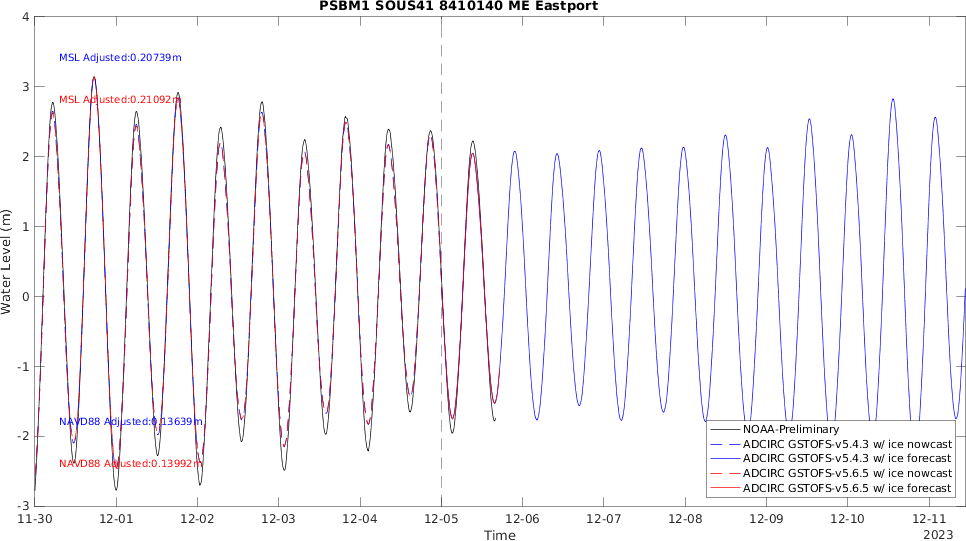 PSBM1 SOUS41 8410140 ME Eastport
4
3
2
1
0
-1
-2
-3
Water Level (m)
MSL Adjusted:0.20739m
MSL Adjusted:0.21092m
NAVD88 Adjusted:0.13639m
NAVD88 Adjusted:0.13992m
NOAA-Preliminary
ADCIRC GSTOFS-v5.4.3 w/ ice nowcast
ADCIRC GSTOFS-v5.4.3 w/ ice forecast
ADCIRC GSTOFS-v5.6.5 w/ ice nowcast
ADCIRC GSTOFS-v5.6.5 w/ ice forecast
11-30 12-01 12-02 12-03 12-04 12-05 12-06 12-07 12-08 12-09 12-10 12-11
2023
Time